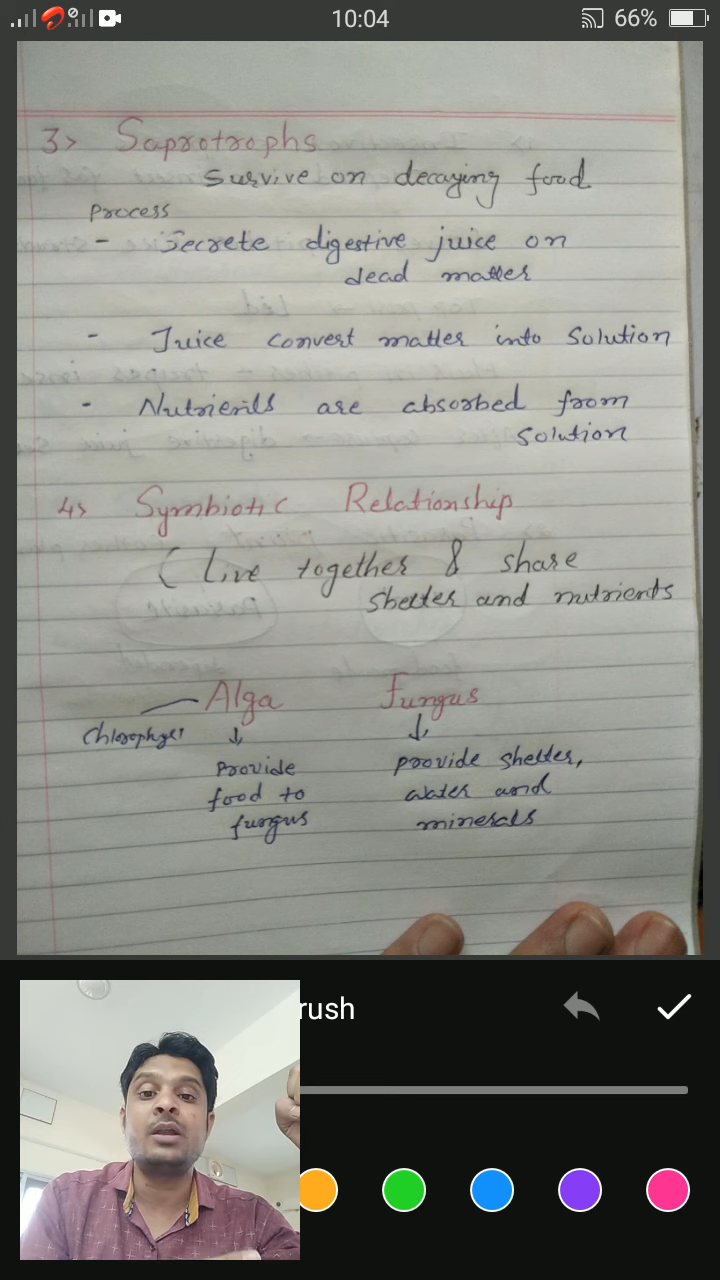 10:04
66%
3> Saprotrophs
survive on decaying food
Process
- Secrete digestive juice on
dead matter
- Juice convert matter into solution
- Nutrients are absorbed from
solution
4> Symbiotic Relationship
( Live together & share
shelter and nutrients
Alga Fungus
Chlorophyll
↓ ↓
Provide
food to
fungus
provide shelter,
water and
minerals
rush